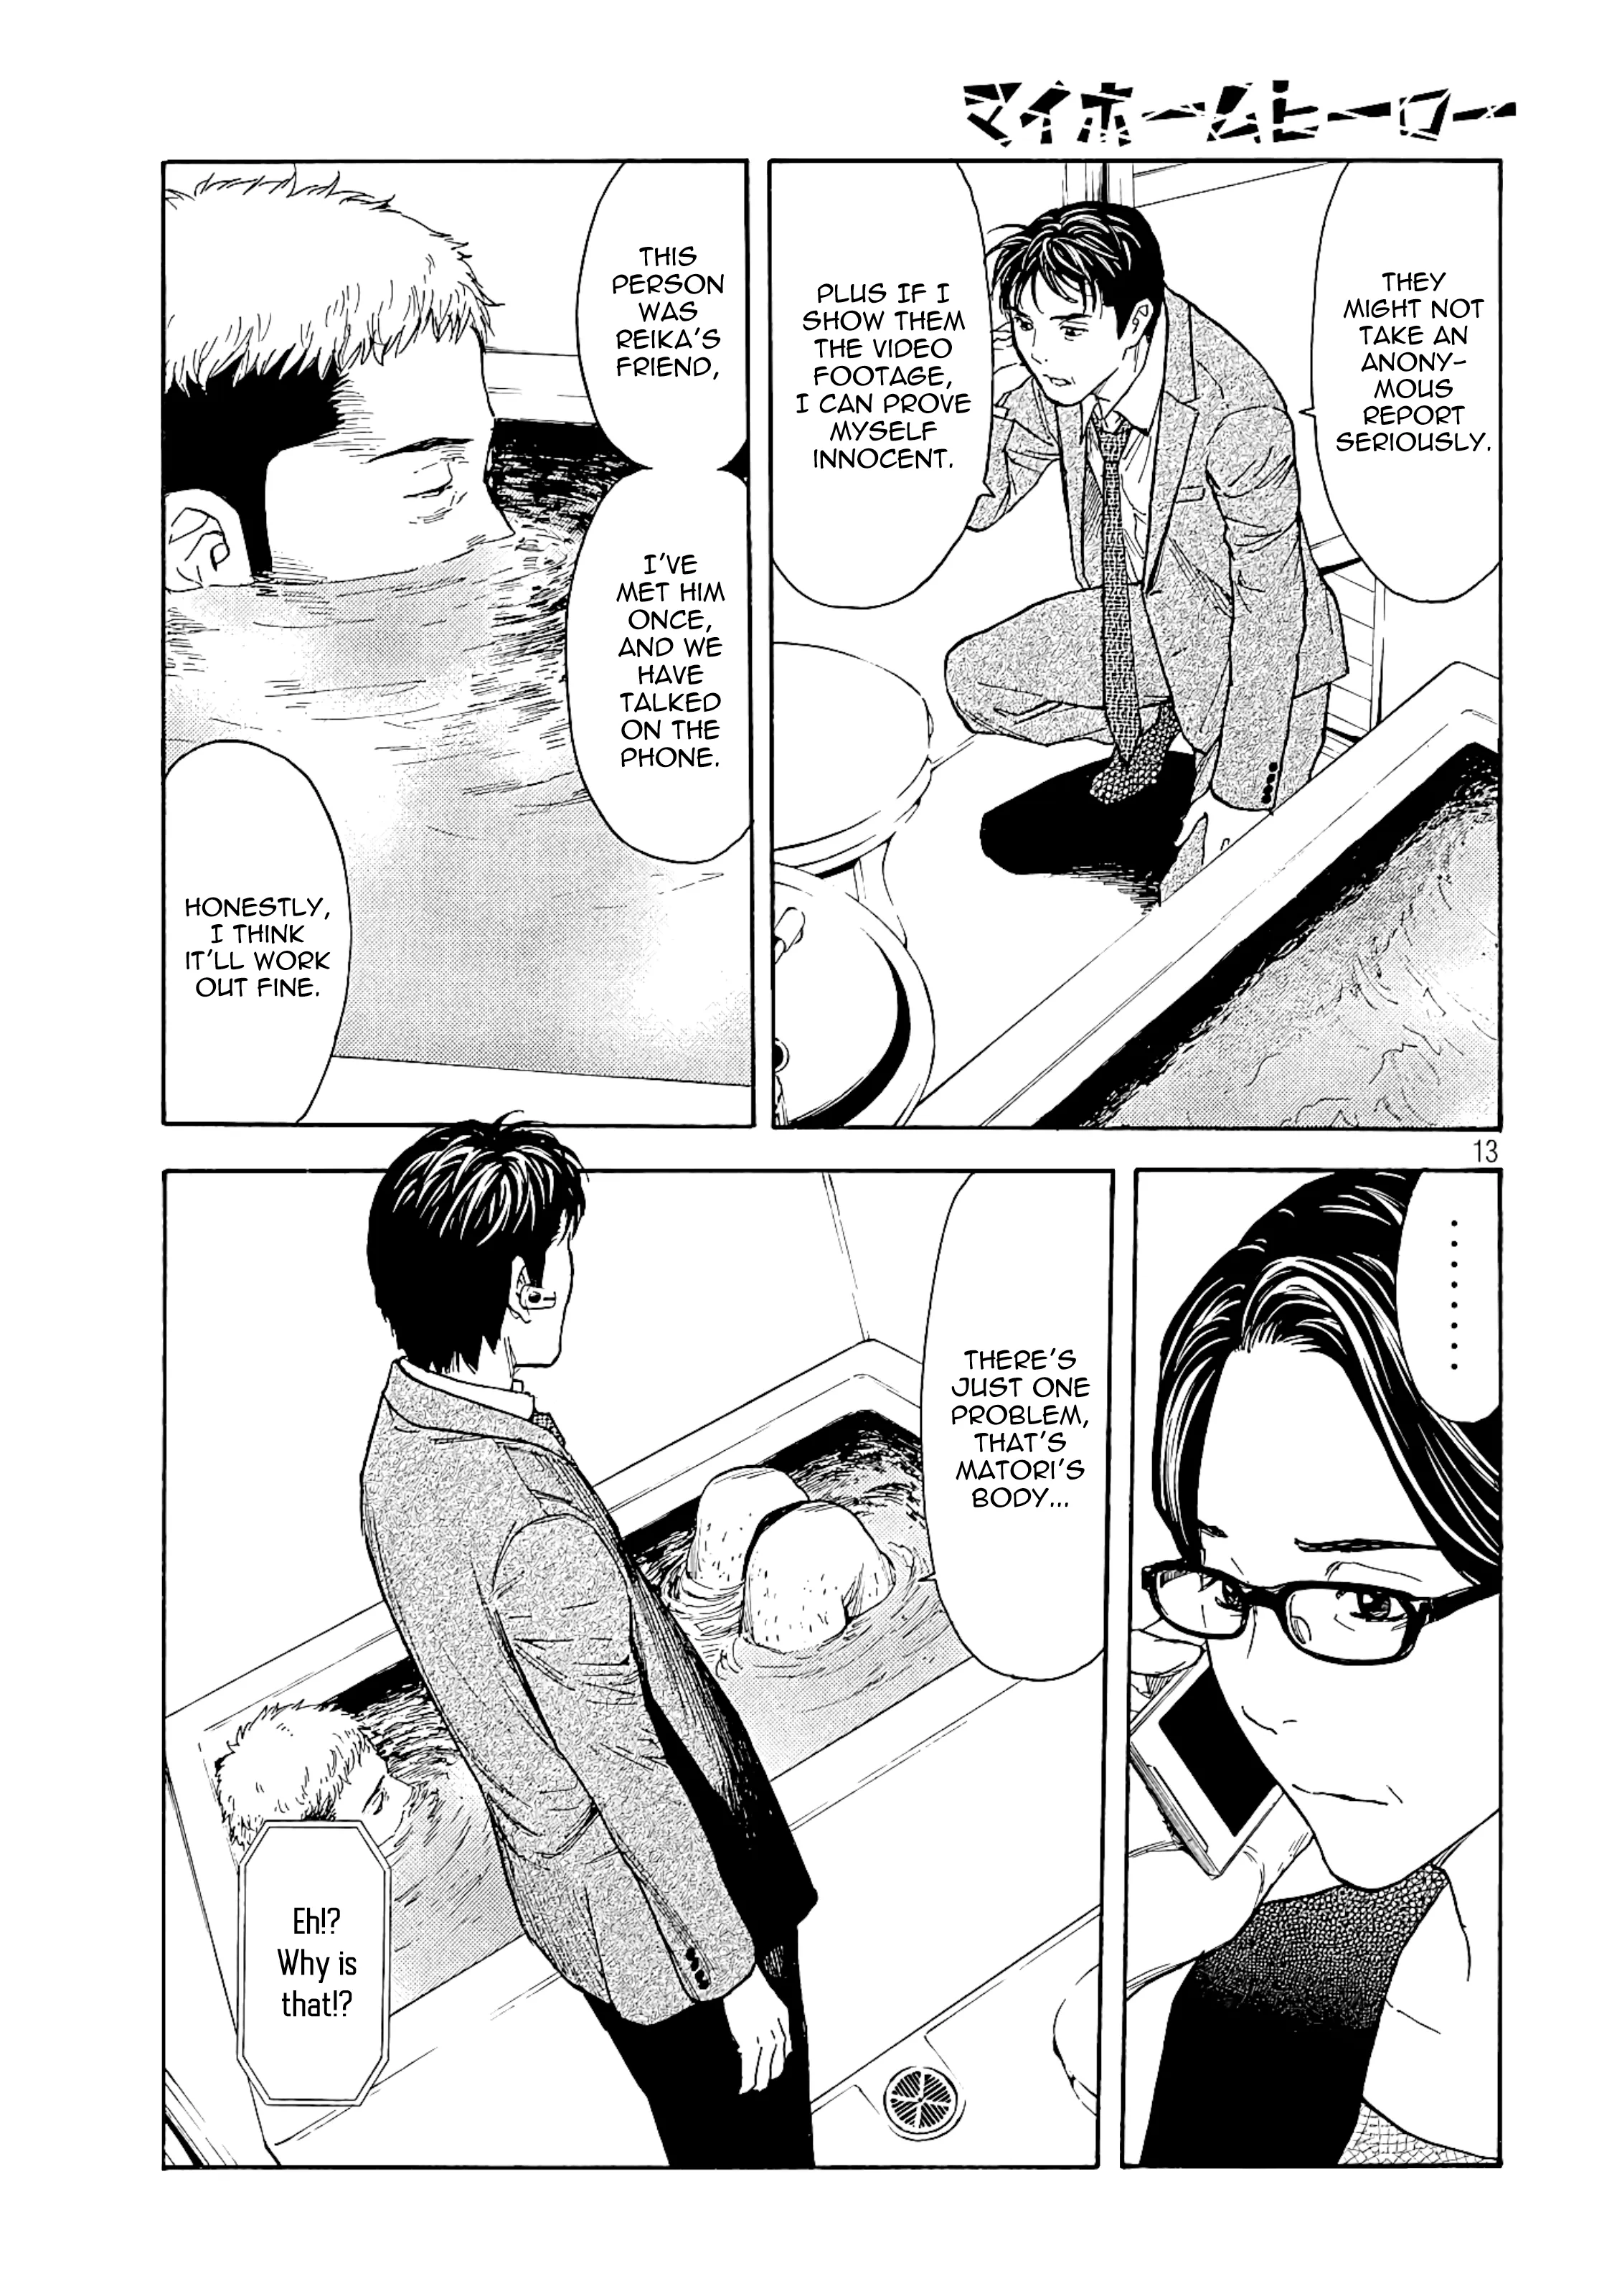 マイホームヒーロー
THEY
MIGHT NOT
TAKE AN
ANONY-
MOUS
REPORT
SERIOUSLY.
PLUS IF I
SHOW THEM
THE VIDEO
FOOTAGE,
I CAN PROVE
MYSELF
INNOCENT.
THIS
PERSON
WAS
REIKA'S
FRIEND,
I'VE
MET HIM
ONCE,
AND WE
HAVE
TALKED
ON THE
PHONE.
HONESTLY,
I THINK
IT'LL WORK
OUT FINE.
13
........
THERE'S
JUST ONE
PROBLEM,
THAT'S
MATORI'S
BODY...
Eh!?
Why is
that!?